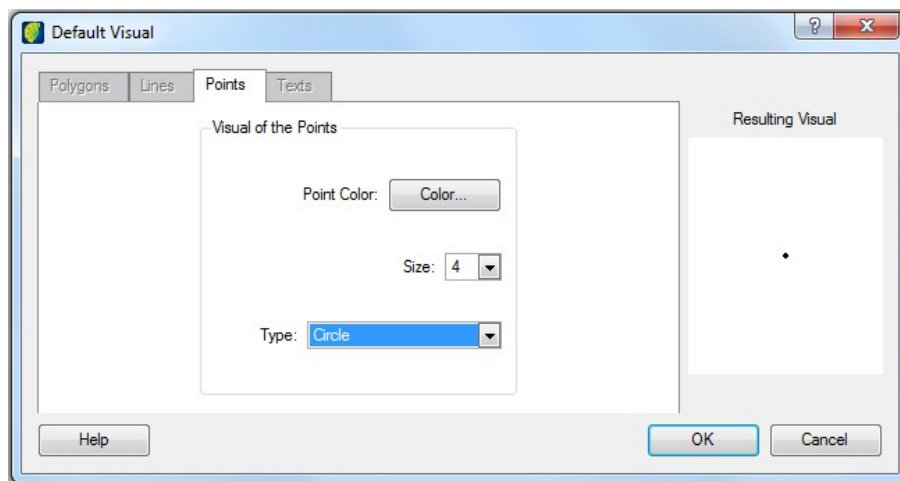 Default Visual
?
X
Polygons Lines Points Texts
Visual of the Points
Resulting Visual
Point Color: Color...
Size: 4
Type: Circle
Help OK Cancel